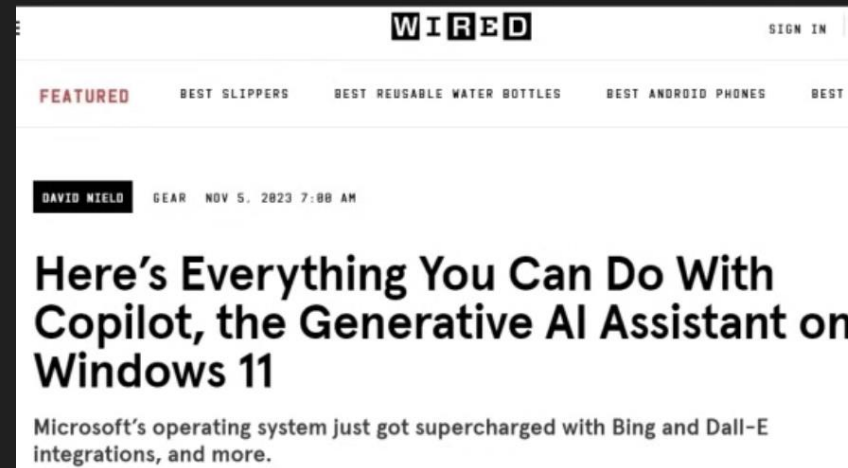 WIRED
SIGN IN
FEATURED BEST SLIPPERS BEST REUSABLE WATER BOTTLES BEST ANDROID PHONES BEST
DAVID NIELD GEAR NOV 5, 2023 7:00 AM
Here's Everything You Can Do With
Copilot, the Generative AI Assistant on
Windows 11
Microsoft's operating system just got supercharged with Bing and Dall-E
integrations, and more.